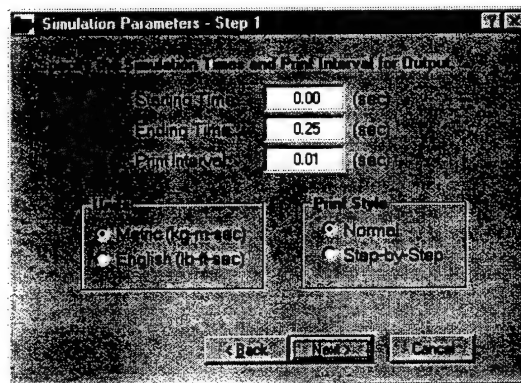 Simulation Parameters - Step 1
Simulation Times and Print Interval for Output.
Starting Time: 0.00 (sec)
Ending Time: 0.25 (sec)
Print Interval: 0.01 (sec)
Units
Print Style
Metric (kg-m-sec)
Normal
English (lb-ft-sec)
Step-by-Step
< Back
Next >
Cancel